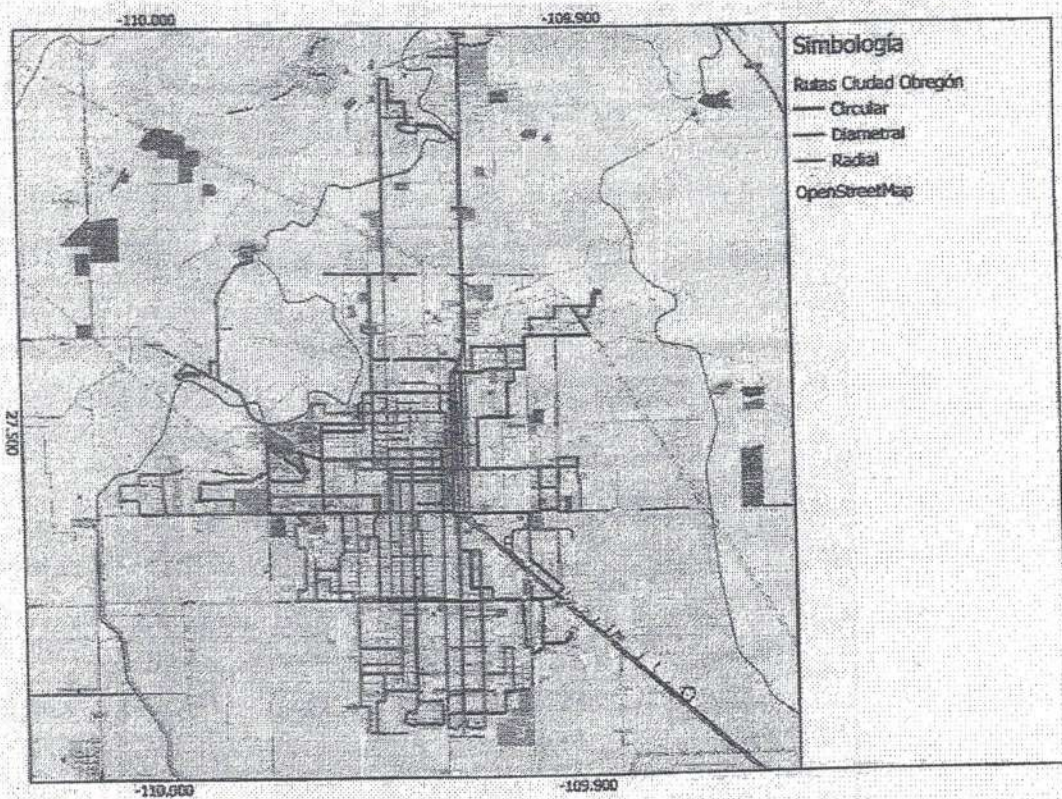 -110.000
-109.900
Simbología
Rutas Ciudad Obregón
Circular
Diametral
Radial
OpenStreetMap
27.500
-110.000
-109.900